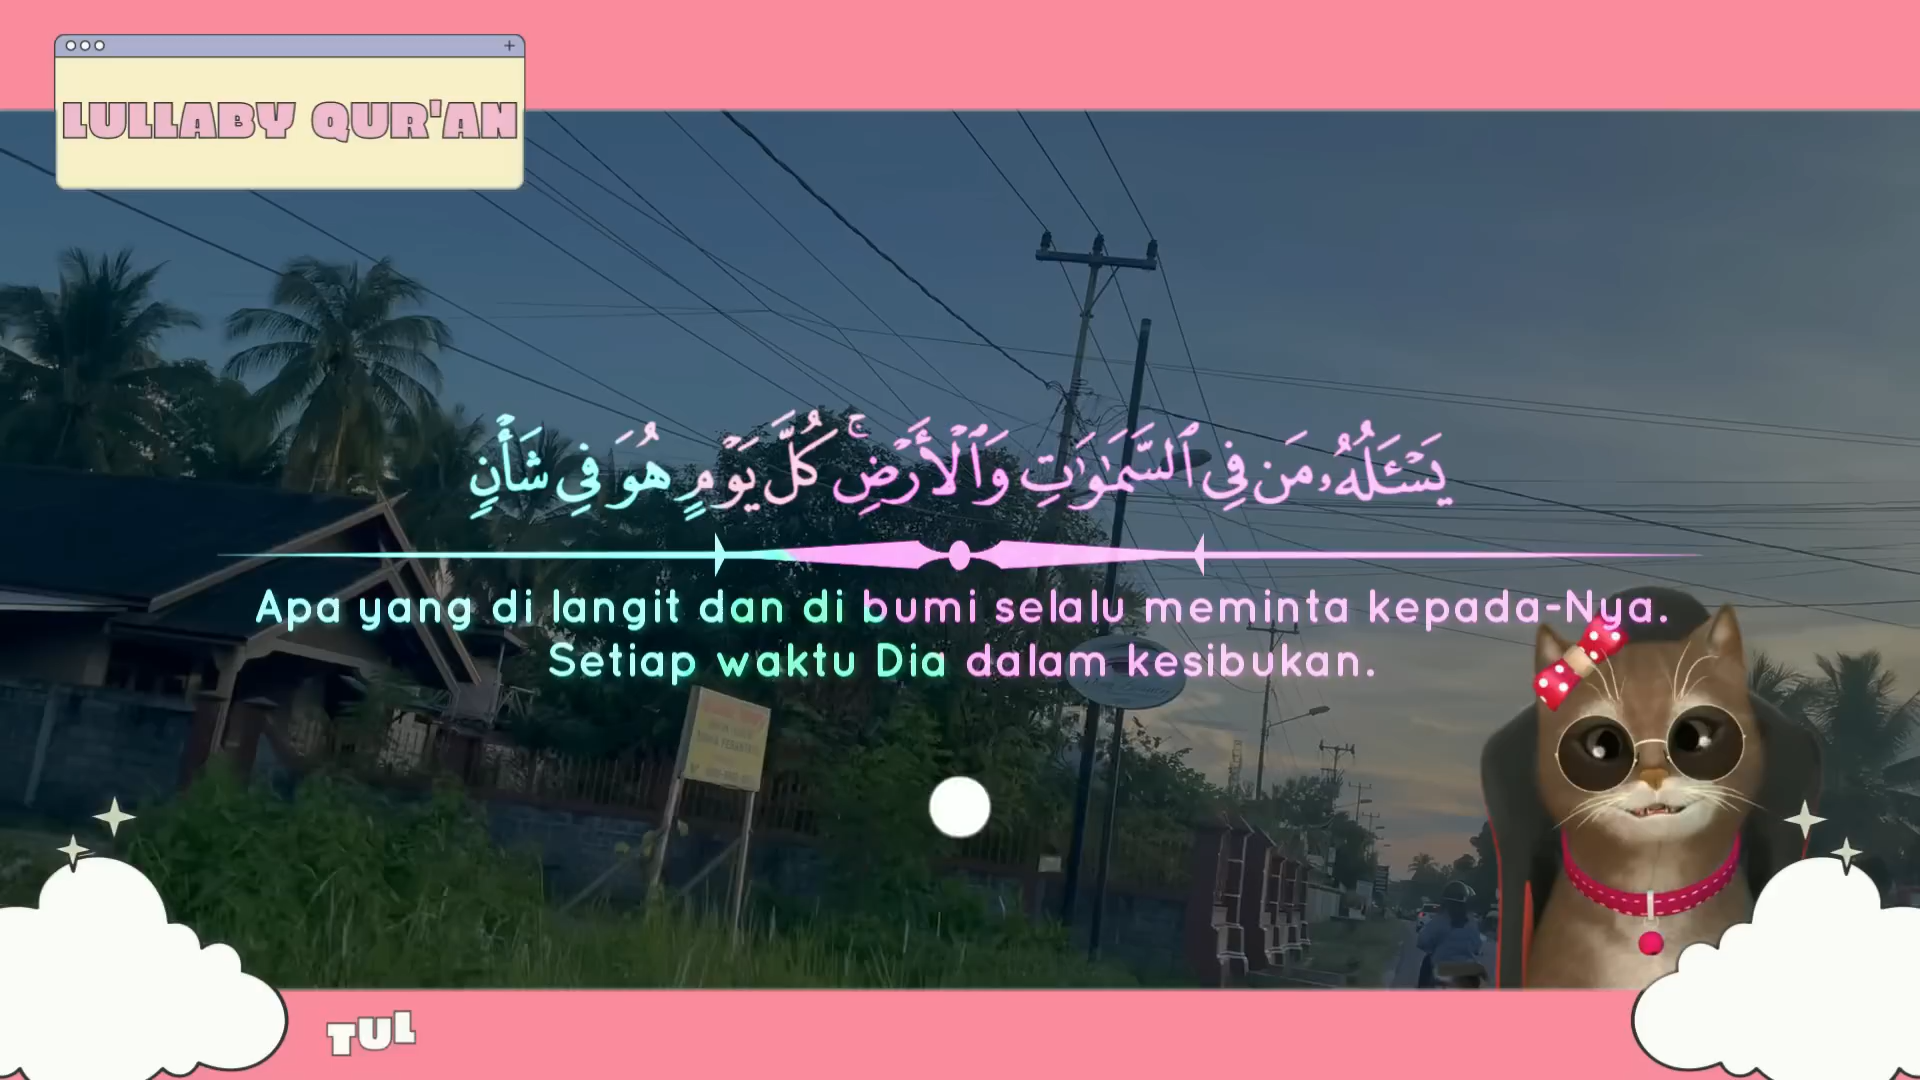 LULLABY QUR'AN
يَسْـَٔلُهُۥ مَن فِى ٱلسَّمَـٰوَٰتِ وَٱلْأَرْضِ ۚ كُلَّ يَوْمٍ هُوَ فِى شَأْنٍ
Apa yang di langit dan di bumi selalu meminta kepada-Nya.
Setiap waktu Dia dalam kesibukan.
TUL